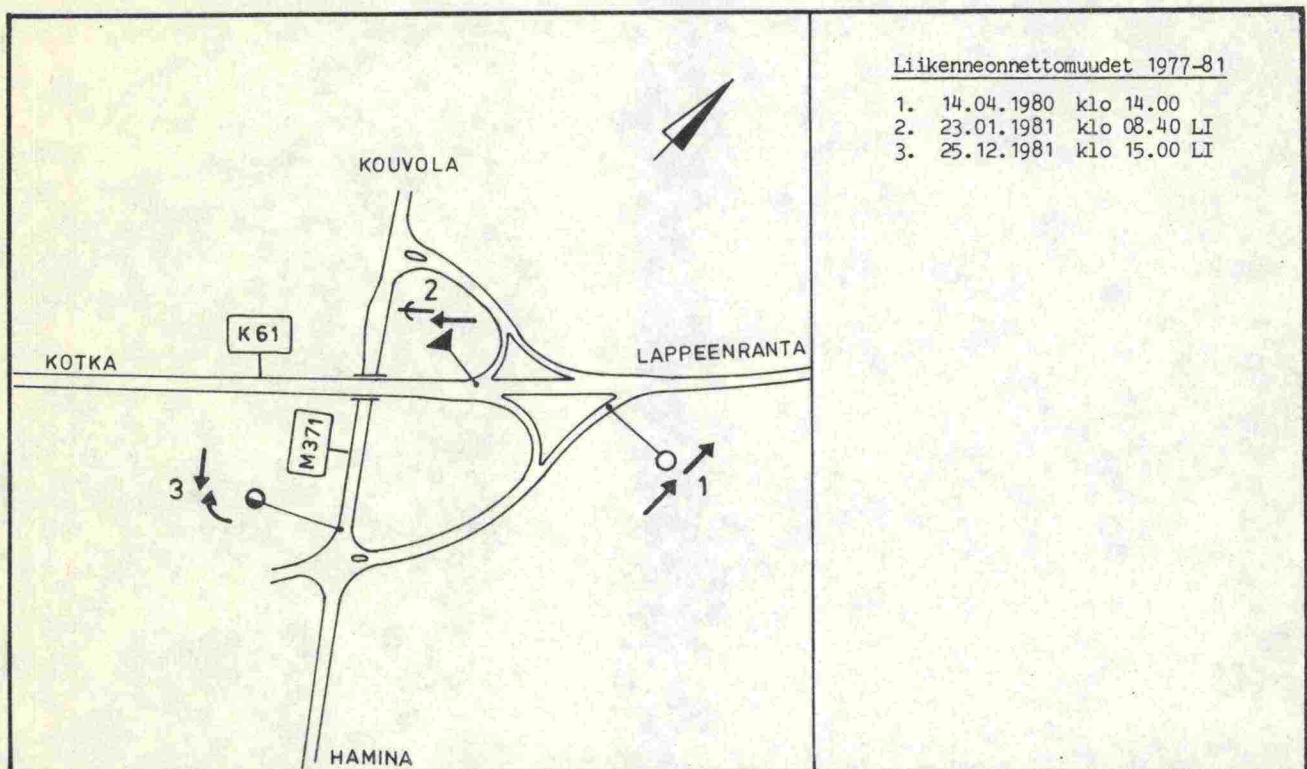 Liikenneonnettomuudet 1977-81
1. 14.04.1980 klo 14.00
2. 23.01.1981 klo 08.40 LI
3. 25.12.1981 klo 15.00 LI
KOUVOLA
2
K 61
KOTKA
LAPPEENRANTA
M371
3
1
HAMINA